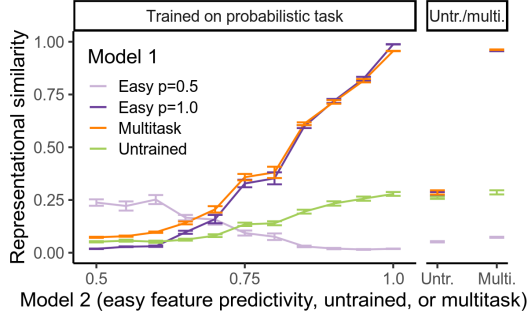 Trained on probabilistic task
Untr./multi.
Representational similarity
1.00
0.75
0.50
0.25
0.00
Model 1
Easy p=0.5
Easy p=1.0
Multitask
Untrained
0.5
0.75
1.0
Untr.
Multi.
Model 2 (easy feature predictivity, untrained, or multitask)